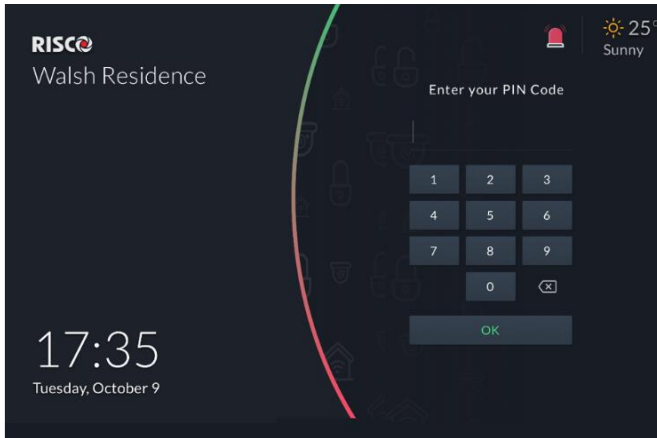 RISCO
Walsh Residence
25°
Sunny
Enter your PIN Code
1 2 3
4 5 6
7 8 9
0
OK
17:35
Tuesday, October 9